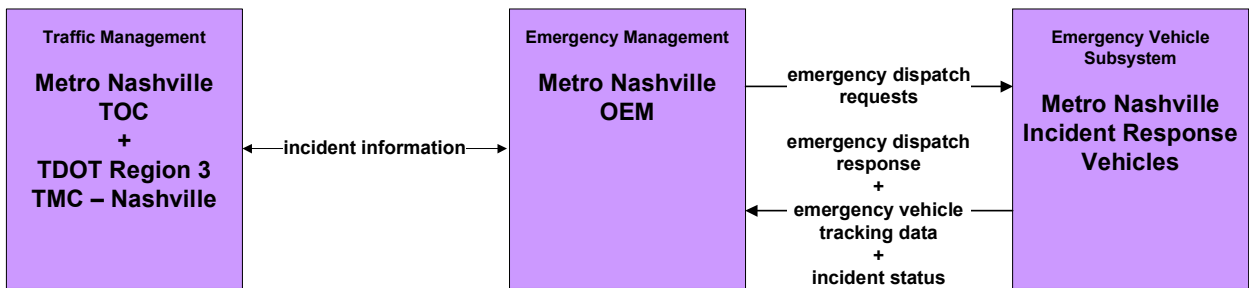 Traffic Management
Metro Nashville
TOC
+
TDOT Region 3
TMC – Nashville
incident information
Emergency Management
Metro Nashville
OEM
emergency dispatch
requests
emergency dispatch
response
+
emergency vehicle
tracking data
+
incident status
Emergency Vehicle
Subsystem
Metro Nashville
Incident Response
Vehicles